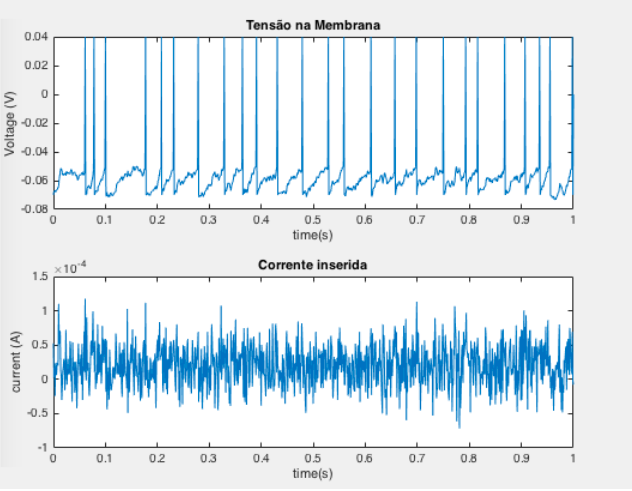 Tensão na Membrana
Voltage (V)
0.04
0.02
0
-0.02
-0.04
-0.06
-0.08
0 0.1 0.2 0.3 0.4 0.5 0.6 0.7 0.8 0.9 1
time(s)
Corrente inserida
×10-4
current (A)
1.5
1
0.5
0
-0.5
-1
0 0.1 0.2 0.3 0.4 0.5 0.6 0.7 0.8 0.9 1
time(s)